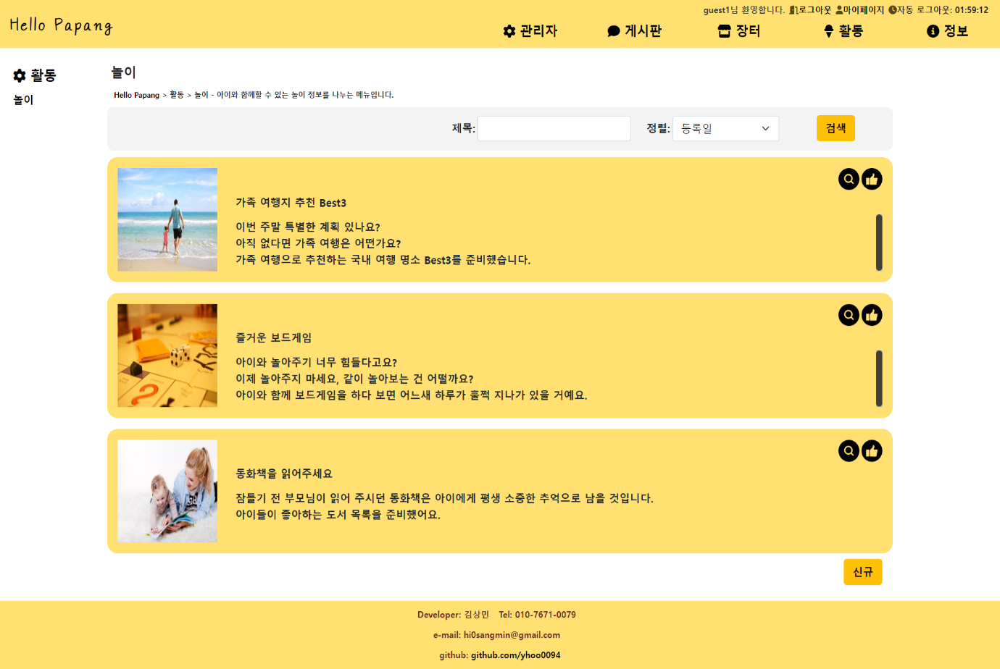 guest1님 환영합니다. 로그아웃 마이페이지 자동 로그아웃: 01:59:12
Hello Papang
관리자 게시판 장터 활동 정보
활동
놀이
놀이
Hello Papang > 활동 > 놀이 - 아이와 함께할 수 있는 놀이 정보를 나누는 메뉴입니다.
제목: 정렬: 등록일 검색
가족 여행지 추천 Best3
이번 주말 특별한 계획 있나요?
아직 없다면 가족 여행은 어떤가요?
가족 여행으로 추천하는 국내 여행 명소 Best3를 준비했습니다.
즐거운 보드게임
아이와 놀아주기 너무 힘들다고요?
이제 놀아주지 마세요, 같이 놀아보는 건 어떨까요?
아이와 함께 보드게임을 하다 보면 어느새 하루가 훌쩍 지나가 있을 거예요.
동화책을 읽어주세요
잠들기 전 부모님이 읽어 주시던 동화책은 아이에게 평생 소중한 추억으로 남을 것입니다.
아이들이 좋아하는 도서 목록을 준비했어요.
신규
Developer: 김상민 Tel: 010-7671-0079
e-mail: hi0sangmin@gmail.com
github: github.com/yhoo0094